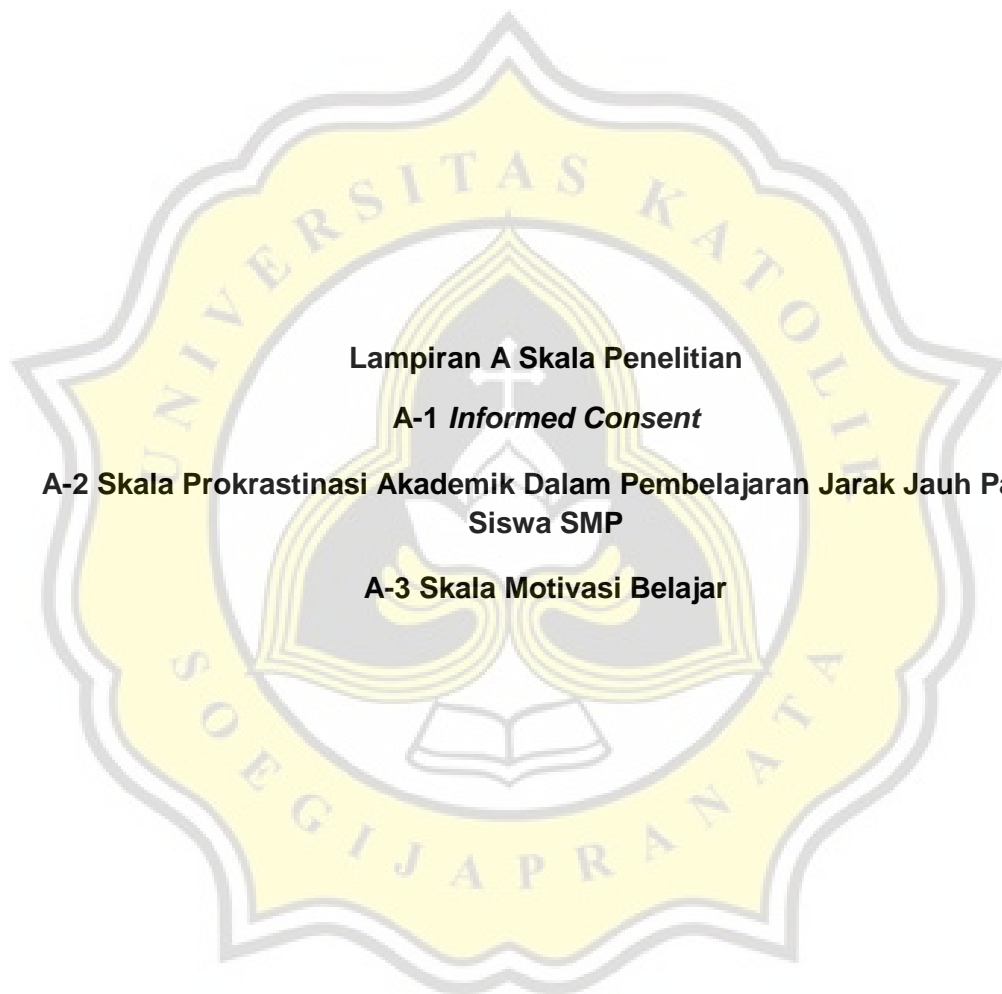 UNIVERSITAS KATOLIK
Lampiran A Skala Penelitian
A-1 Informed Consent
A-2 Skala Prokrastinasi Akademik Dalam Pembelajaran Jarak Jauh Pa
Siswa SMP
A-3 Skala Motivasi Belajar
SOEGIJAPRANATA